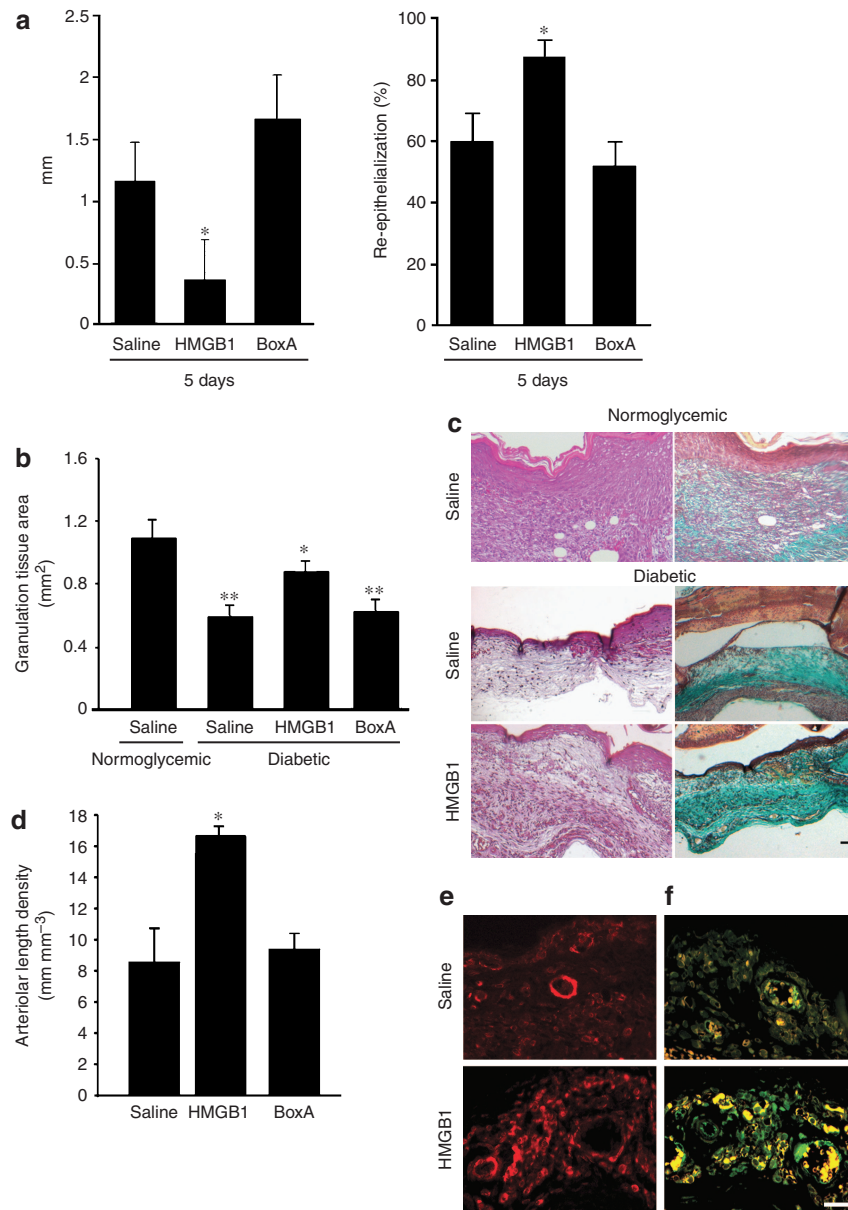 a
2.5
2
1.5
1
0.5
0
mm
*
Saline HMGB1 BoxA
5 days
100
80
60
40
20
0
Re-epithelialization (%)
*
Saline HMGB1 BoxA
5 days
b
1.6
1.2
0.8
0.4
0
Granulation tissue area
(mm²)
**
*
**
Saline Saline HMGB1 BoxA
Normoglycemic Diabetic
c
Normoglycemic
Saline
Diabetic
Saline
HMGB1
d
18
16
14
12
10
8
6
4
2
0
Arteriolar length density
(mm mm⁻³)
*
Saline HMGB1 BoxA
e f
Saline
HMGB1